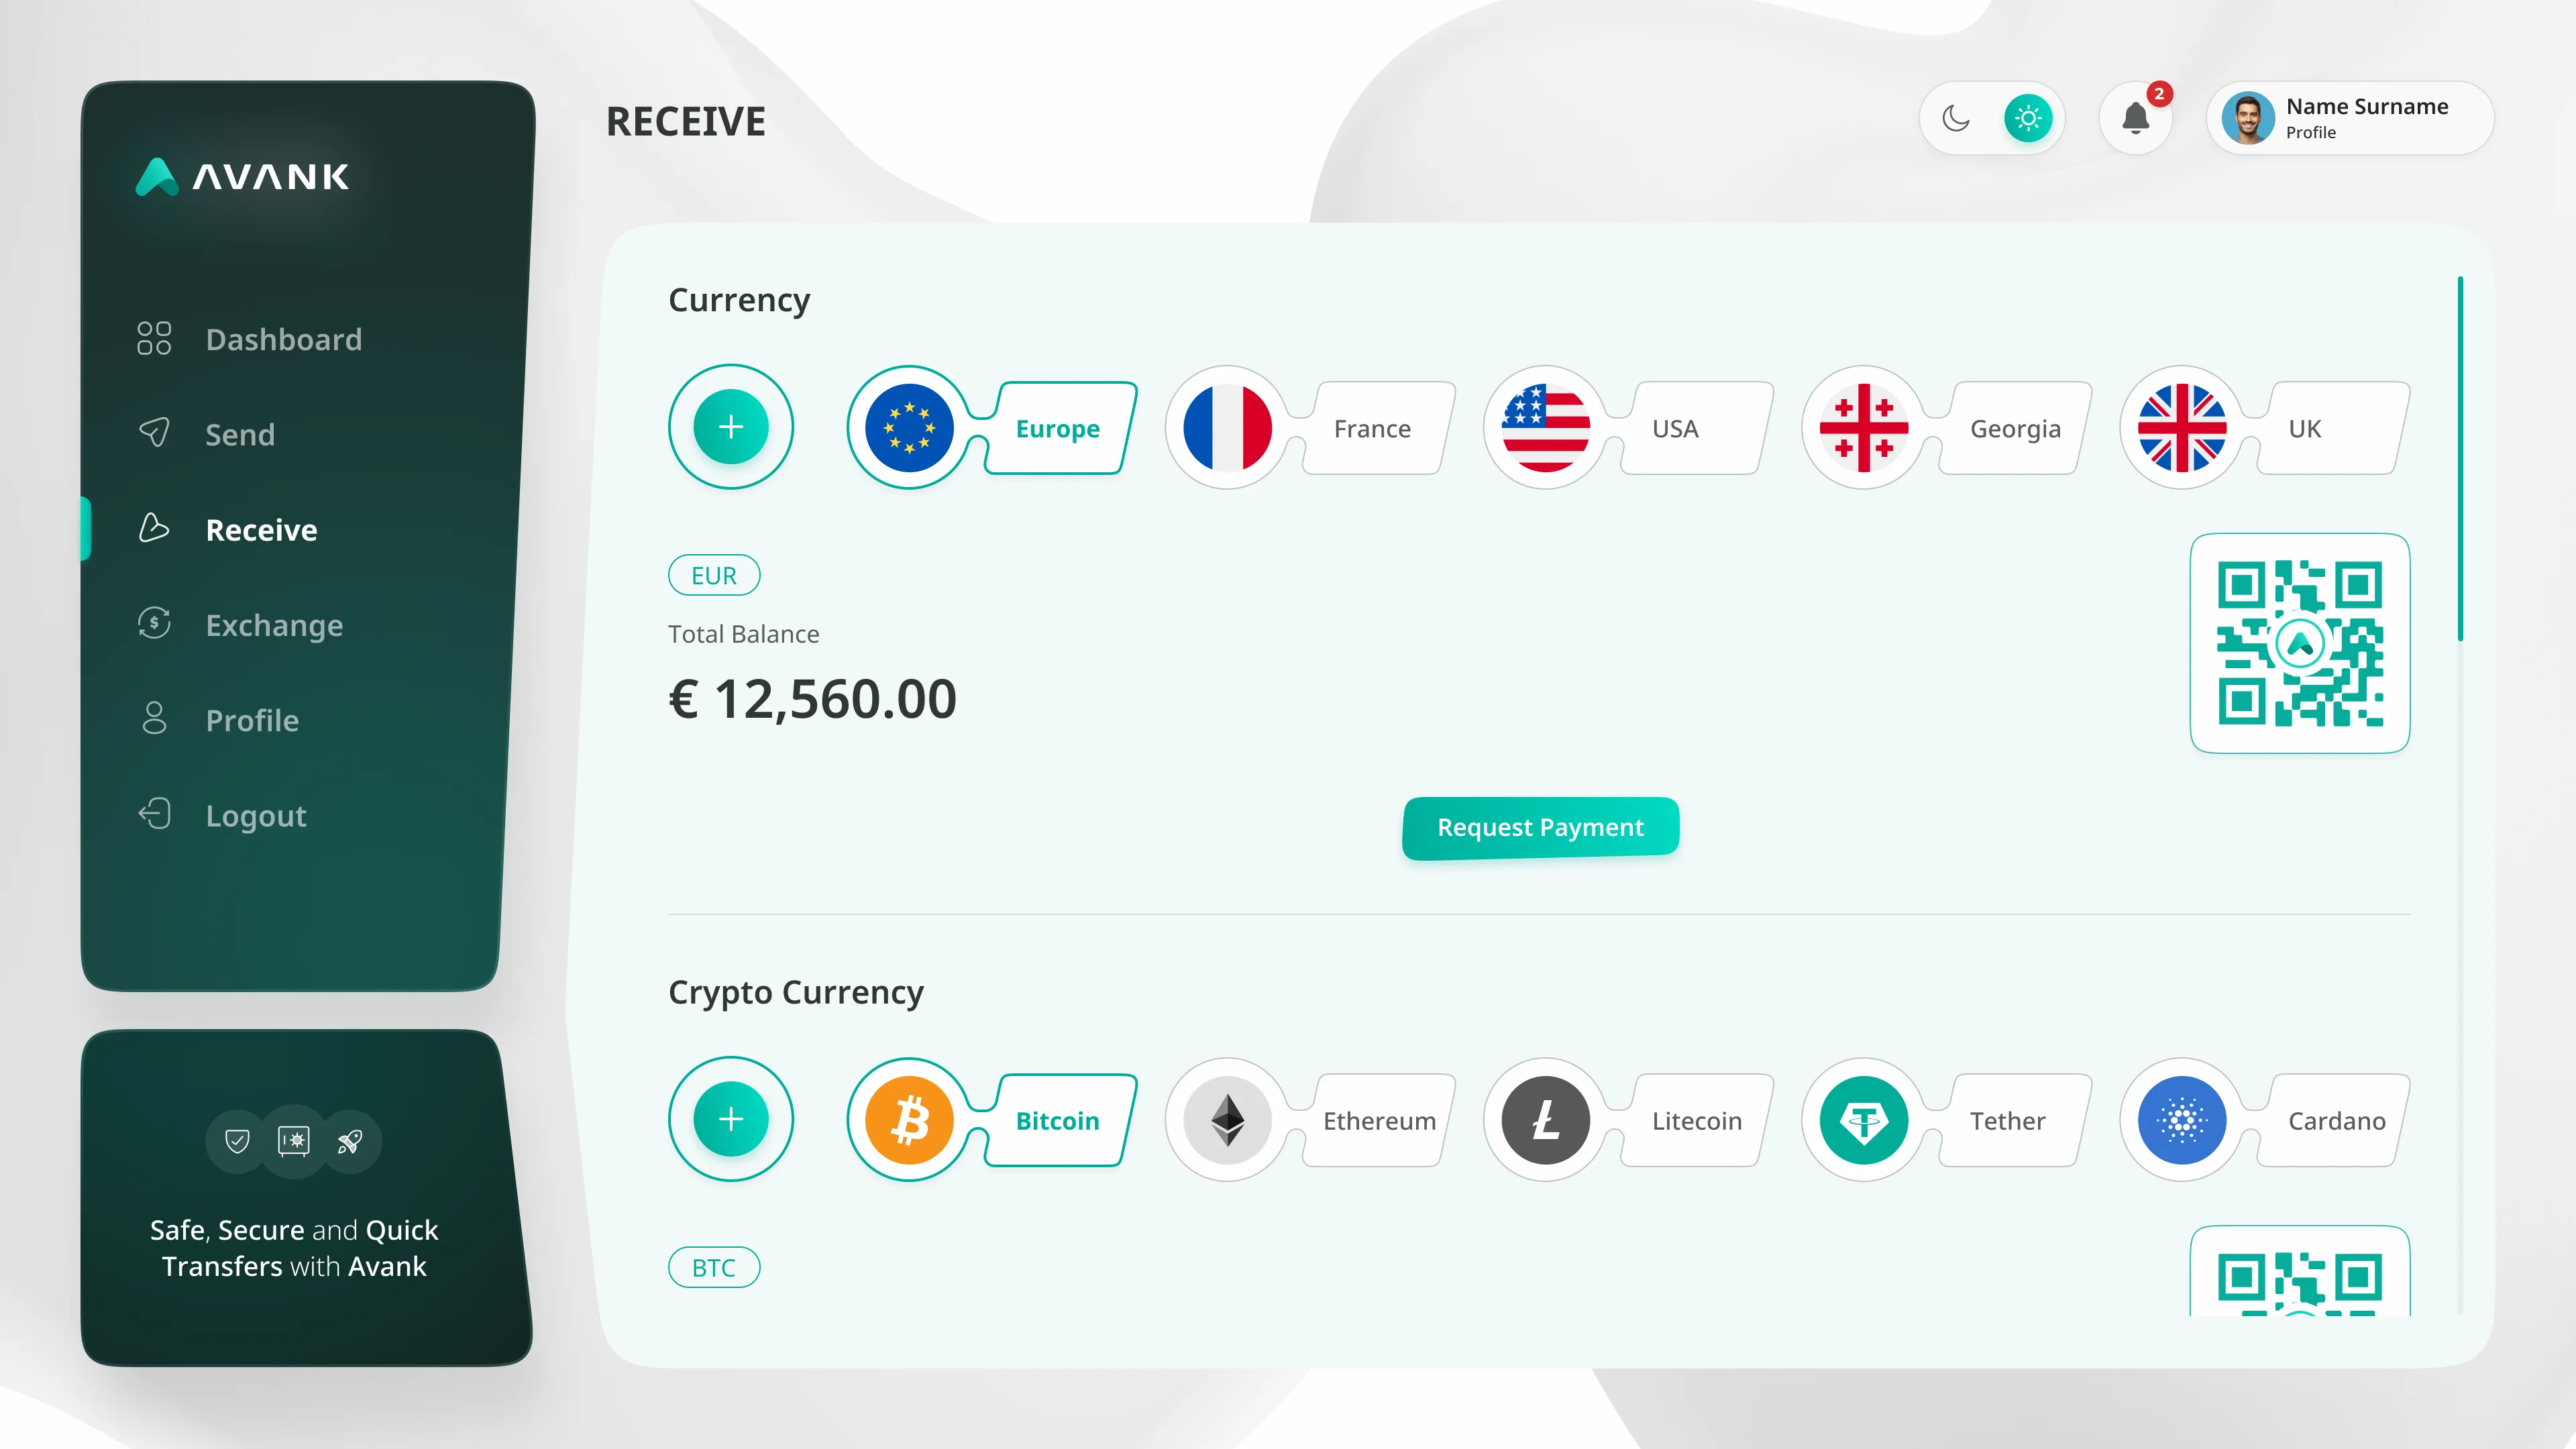 AVANK
Dashboard
Send
Receive
Exchange
Profile
Logout
Safe, Secure and Quick
Transfers with Avank
RECEIVE
2
Name Surname
Profile
Currency
Europe
France
USA
Georgia
UK
EUR
Total Balance
€ 12,560.00
Request Payment
Crypto Currency
Bitcoin
Ethereum
Litecoin
Tether
Cardano
BTC